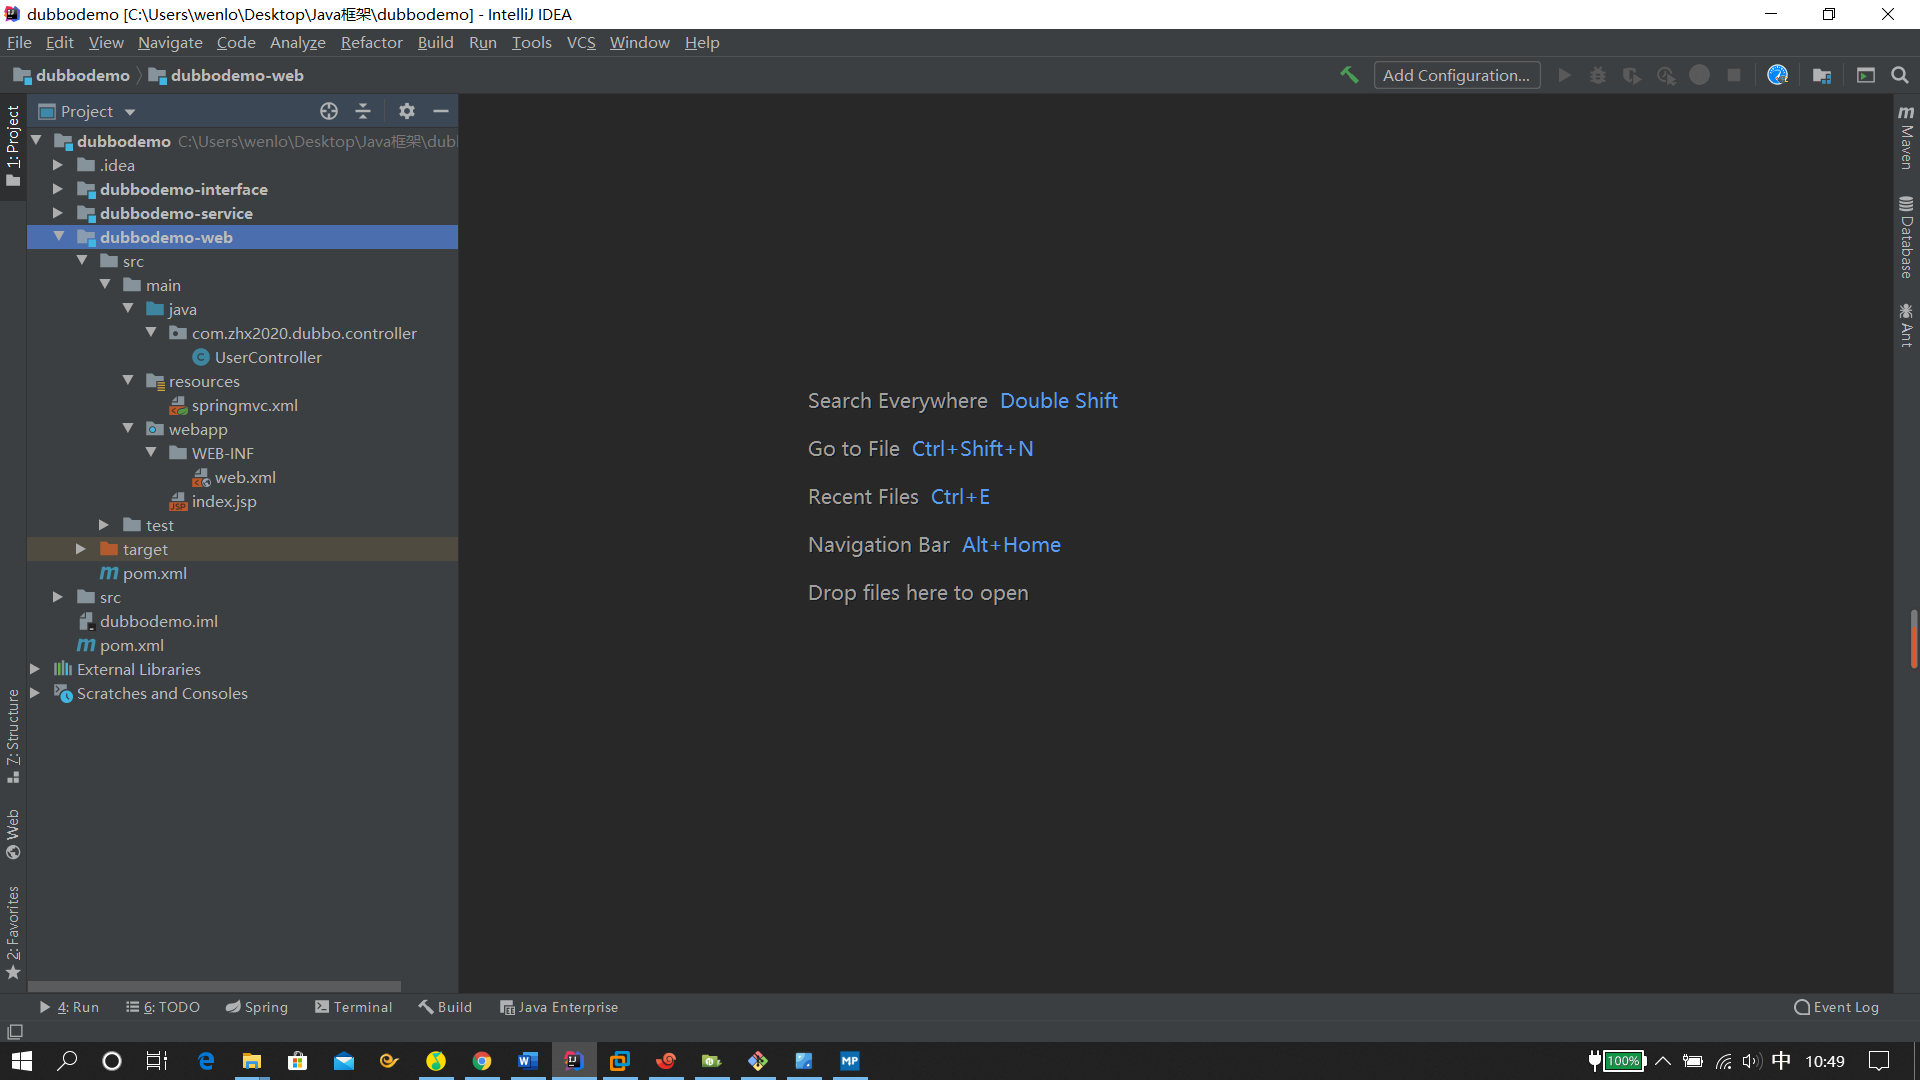 dubbodemo [C:\Users\wenlo\Desktop\Java框架\dubbodemo] - IntelliJ IDEA
File Edit View Navigate Code Analyze Refactor Build Run Tools VCS Window Help
dubbodemo dubbodemo-web Add Configuration...
1: Project
Project
dubbodemo C:\Users\wenlo\Desktop\Java框架\dubl
.idea
dubbodemo-interface
dubbodemo-service
dubbodemo-web
src
main
java
com.zhx2020.dubbo.controller
C UserController
resources
springmvc.xml
webapp
WEB-INF
web.xml
JSP index.jsp
test
target
m pom.xml
src
dubbodemo.iml
m pom.xml
External Libraries
Scratches and Consoles
Search Everywhere Double Shift
Go to File Ctrl+Shift+N
Recent Files Ctrl+E
Navigation Bar Alt+Home
Drop files here to open
m Maven
Database
Ant
7: Structure
Web
2: Favorites
4: Run 6: TODO Spring Terminal Build Java Enterprise Event Log
W IJ MP 100% 中 10:49